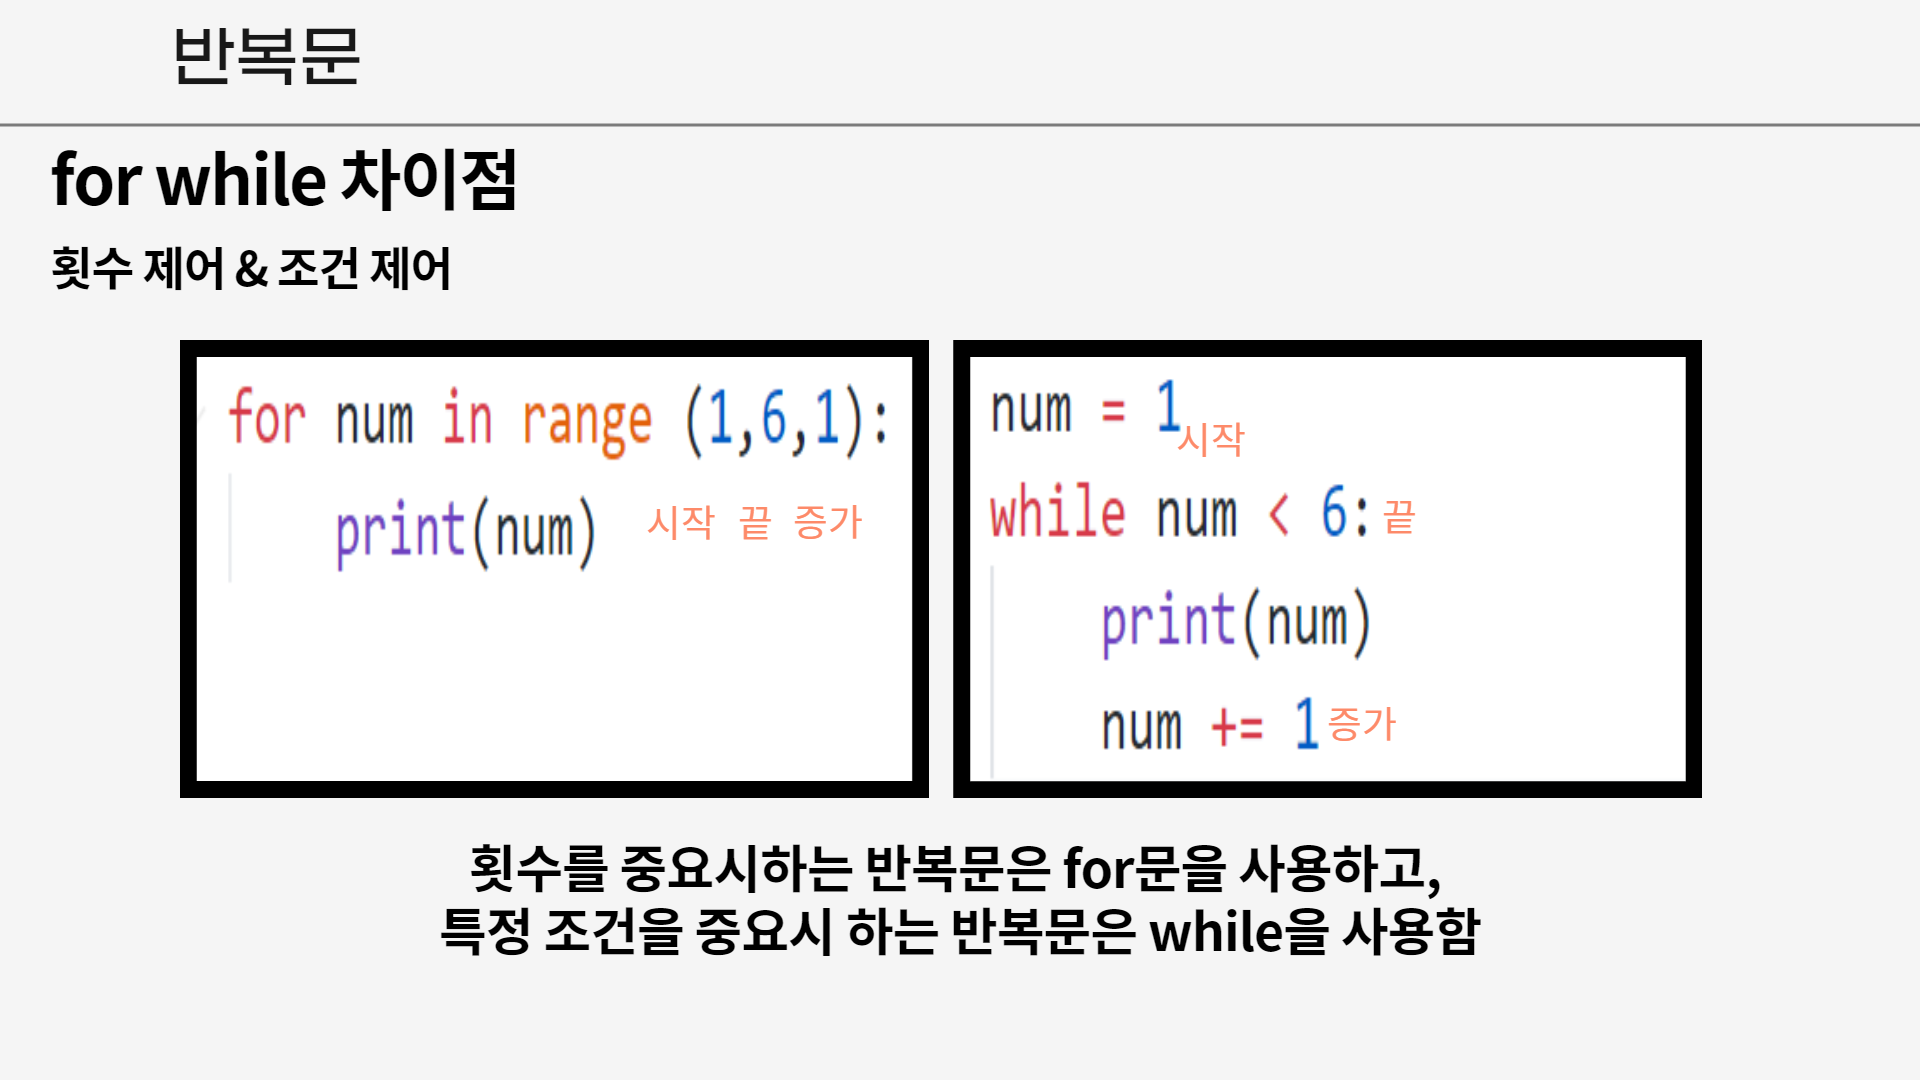 반복문
for while 차이점
횟수 제어 & 조건 제어
for num in range (1,6,1):
print(num) 시작 끝 증가
num = 1 시작
while num < 6: 끝
print(num)
num += 1 증가
횟수를 중요시하는 반복문은 for문을 사용하고,
특정 조건을 중요시 하는 반복문은 while을 사용함